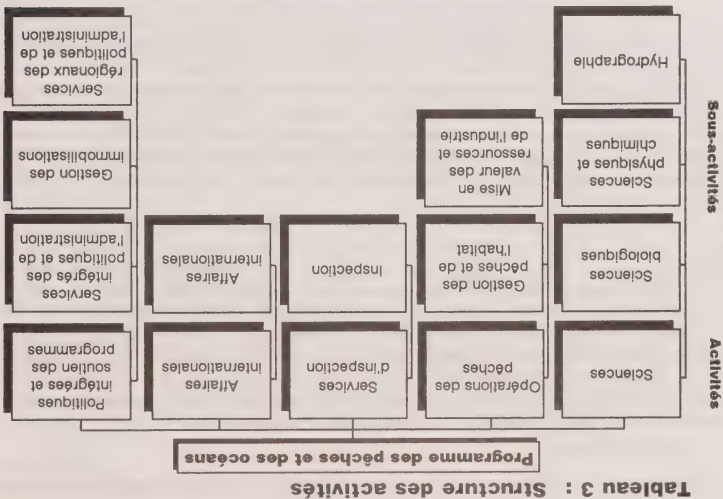 Tableau 3 : Structure des activités
Programme des pêches et des océans
Activités
Sciences
Opérations des
pêches
Services
d'inspection
Affaires
internationales
Politiques
intégrées et
soutien des
programmes
Sous-activités
Sciences
biologiques
Gestion des
pêches et de
l'habitat
Inspection
Affaires
internationales
Services
intégrés des
politiques et de
l'administration
Sciences
physiques et
chimiques
Mise en
valeur des
ressources et
de l'industrie
Gestion des
immobilisations
Hydrographie
Services
régionaux des
politiques et de
l'administration